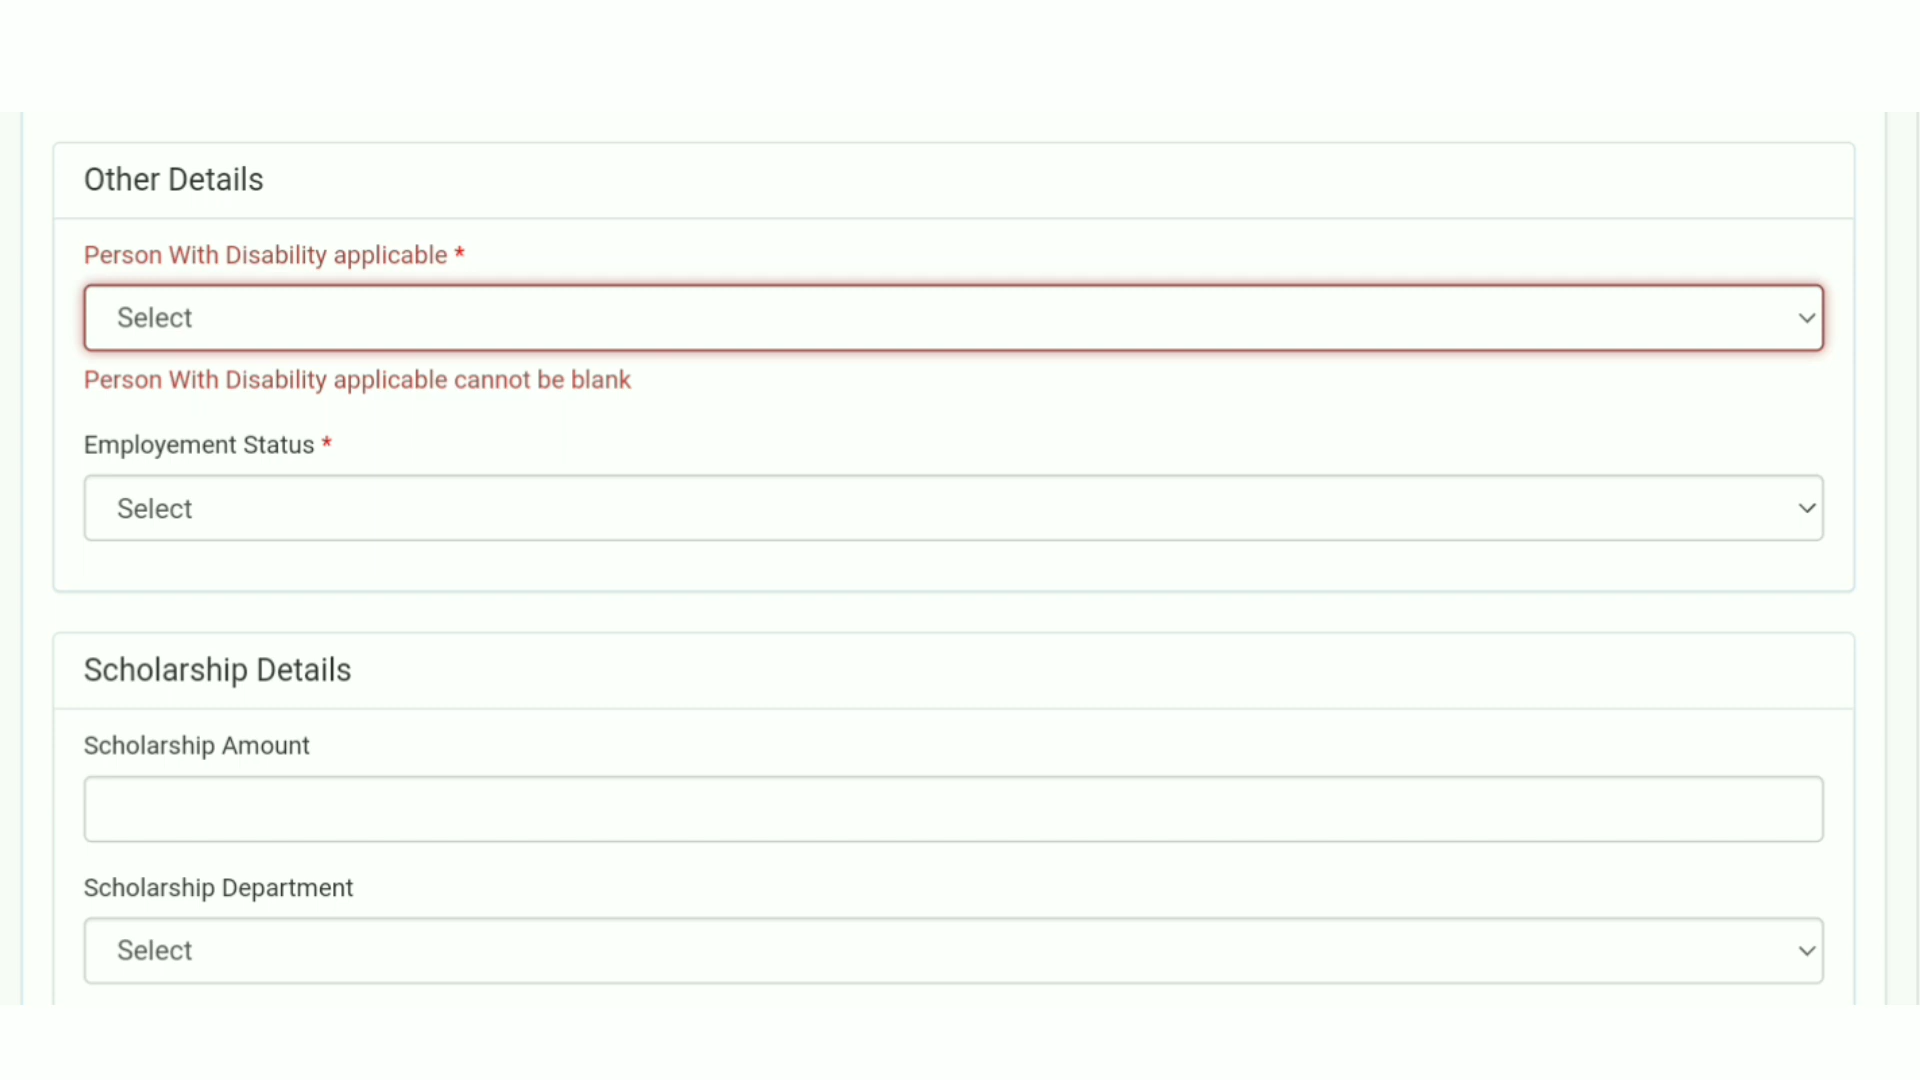 Other Details
Person With Disability applicable *
Select
Person With Disability applicable cannot be blank
Employement Status *
Select
Scholarship Details
Scholarship Amount
Scholarship Department
Select